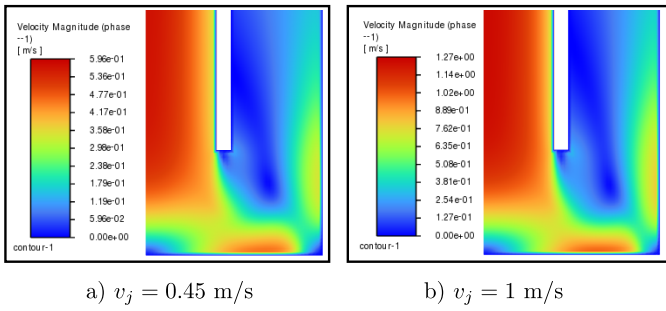 Velocity Magnitude (phase
--1)
[ m/s ]
5.96e-01
5.36e-01
4.77e-01
4.17e-01
3.58e-01
2.98e-01
2.38e-01
1.79e-01
1.19e-01
5.96e-02
0.00e+00
contour-1
a) v_j = 0.45 m/s
Velocity Magnitude (phase
--1)
[ m/s ]
1.27e+00
1.14e+00
1.02e+00
8.89e-01
7.62e-01
6.35e-01
5.08e-01
3.81e-01
2.54e-01
1.27e-01
0.00e+00
contour-1
b) v_j = 1 m/s